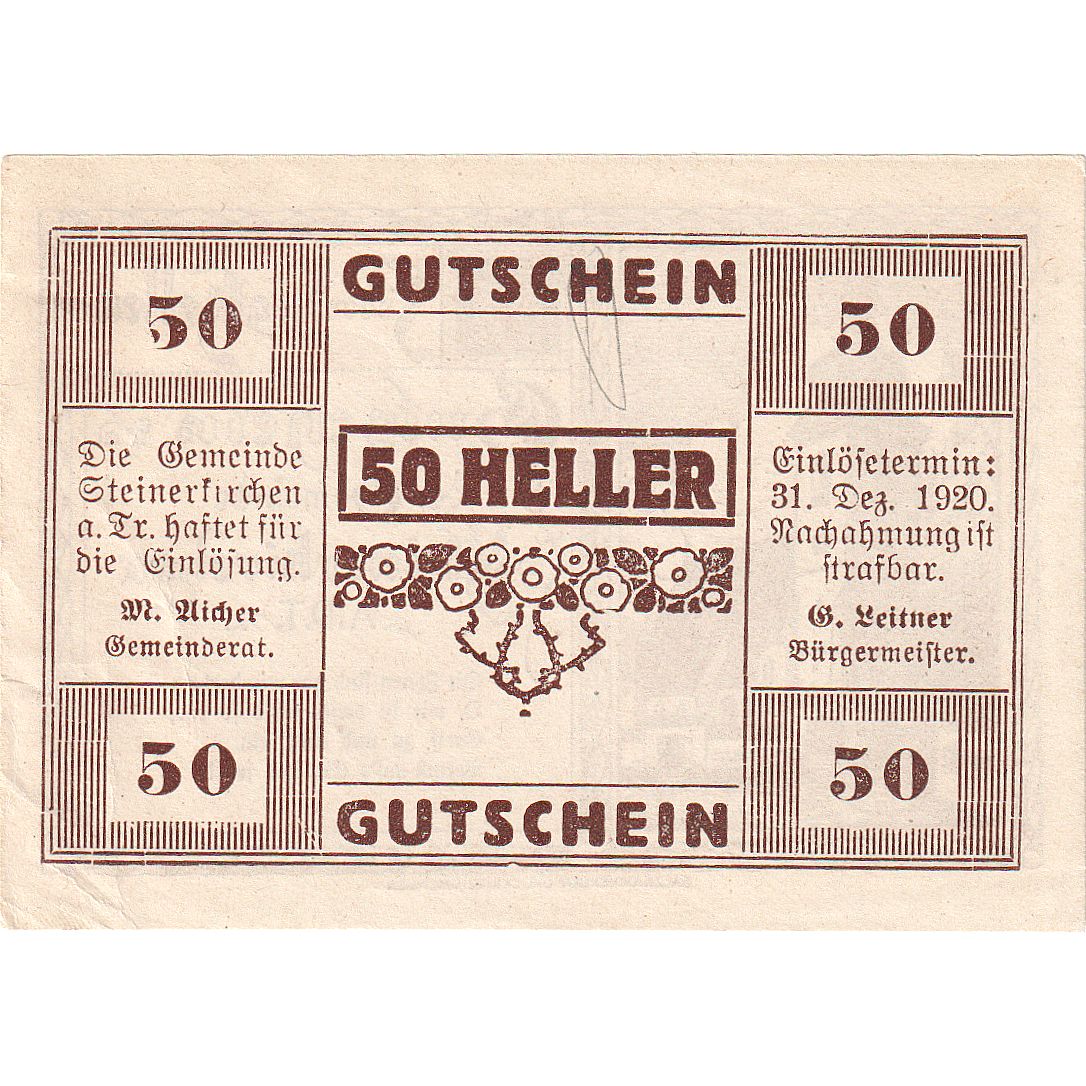 GUTSCHEIN
50
50
Die Gemeinde
Steinerkirchen
a. Tr. haftet für
die Einlösung.
M. Aicher
Gemeinderat.
50 HELLER
Einlösetermin:
31. Dez. 1920.
Nachahmung ist
strafbar.
G. Leitner
Bürgermeister.
50
50
GUTSCHEIN